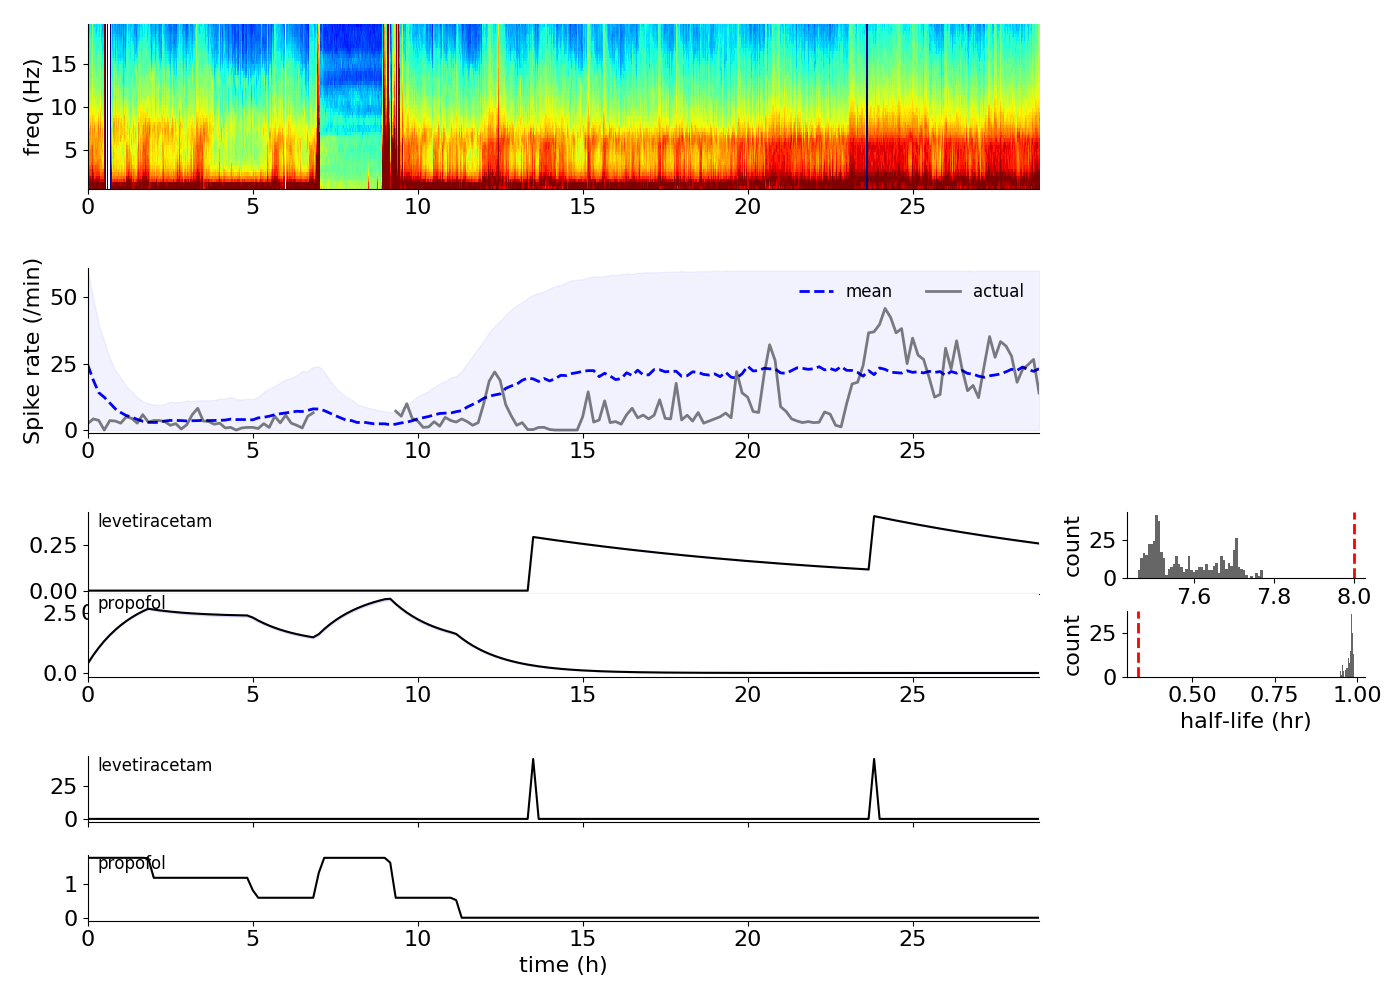 freq (Hz)
15
10
5
0 5 10 15 20 25
Spike rate (/min)
50
25
0
mean actual
0 5 10 15 20 25
levetiracetam
0.25
0.00
count
25
0
7.6 7.8 8.0
propofol
2.5
0.0
0 5 10 15 20 25
count
25
0
0.50 0.75 1.00
half-life (hr)
levetiracetam
25
0
propofol
1
0
0 5 10 15 20 25
time (h)